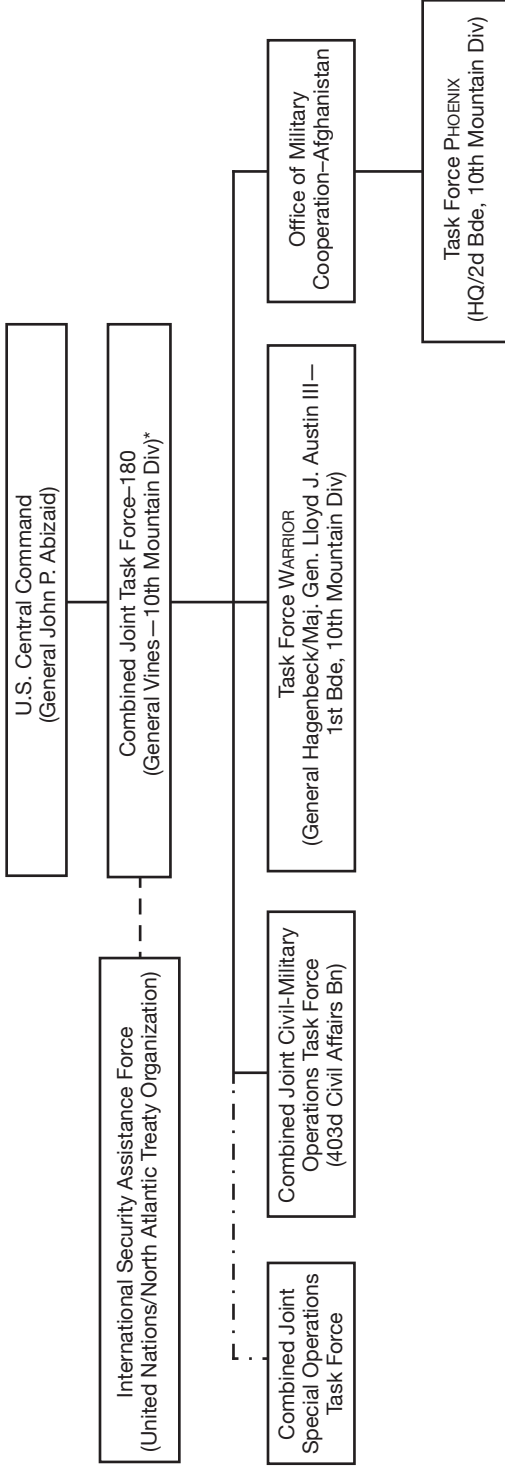 U.S. Central Command
(General John P. Abizaid)
International Security Assistance Force
(United Nations/North Atlantic Treaty Organization)
Combined Joint Task Force–180
(General Vines—10th Mountain Div)*
Combined Joint
Special Operations
Task Force
Combined Joint Civil-Military
Operations Task Force
(403d Civil Affairs Bn)
Task Force WARRIOR
(General Hagenbeck/Maj. Gen. Lloyd J. Austin III—
1st Bde, 10th Mountain Div)
Office of Military
Cooperation–Afghanistan
Task Force PHOENIX
(HQ/2d Bde, 10th Mountain Div)